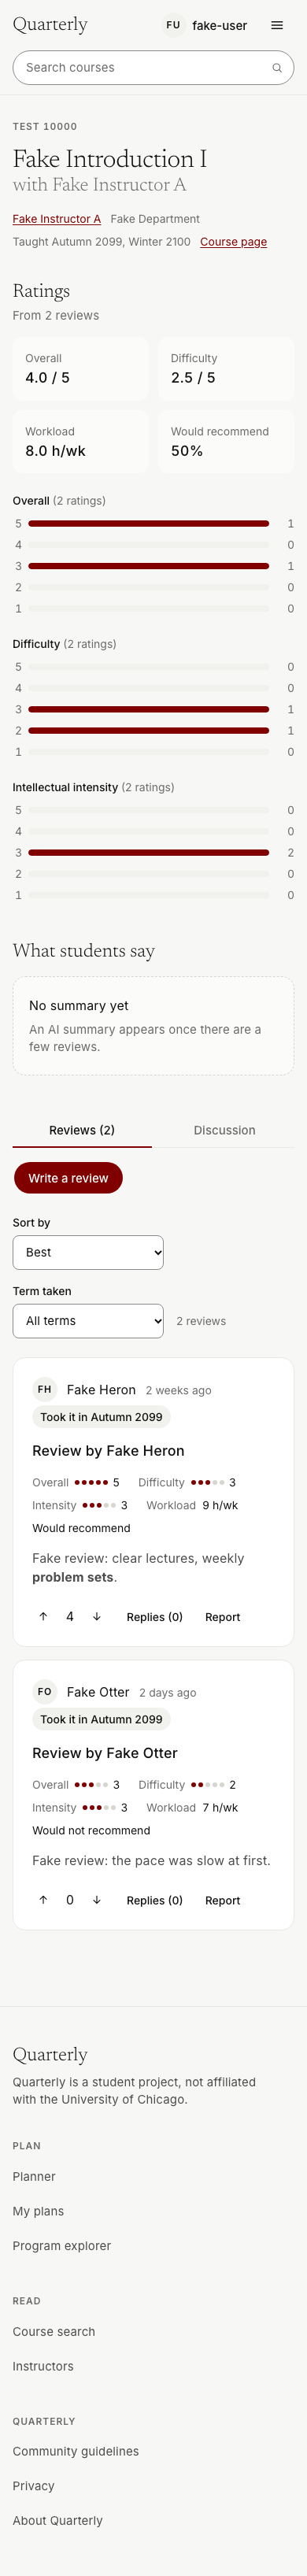 Quarterly
FU fake-user
Search courses
TEST 10000
Fake Introduction I
with Fake Instructor A
Fake Instructor A Fake Department
Taught Autumn 2099, Winter 2100 Course page
Ratings
From 2 reviews
Overall
4.0 / 5
Difficulty
2.5 / 5
Workload
8.0 h/wk
Would recommend
50%
Overall (2 ratings)
5 1
4 0
3 1
2 0
1 0
Difficulty (2 ratings)
5 0
4 0
3 1
2 1
1 0
Intellectual intensity (2 ratings)
5 0
4 0
3 2
2 0
1 0
What students say
No summary yet
An AI summary appears once there are a
few reviews.
Reviews (2) Discussion
Write a review
Sort by
Best
Term taken
All terms 2 reviews
FH Fake Heron 2 weeks ago
Took it in Autumn 2099
Review by Fake Heron
Overall 5 Difficulty 3
Intensity 3 Workload 9 h/wk
Would recommend
Fake review: clear lectures, weekly
problem sets.
↑ 4 ↓ Replies (0) Report
FO Fake Otter 2 days ago
Took it in Autumn 2099
Review by Fake Otter
Overall 3 Difficulty 2
Intensity 3 Workload 7 h/wk
Would not recommend
Fake review: the pace was slow at first.
↑ 0 ↓ Replies (0) Report
Quarterly
Quarterly is a student project, not affiliated
with the University of Chicago.
PLAN
Planner
My plans
Program explorer
READ
Course search
Instructors
QUARTERLY
Community guidelines
Privacy
About Quarterly